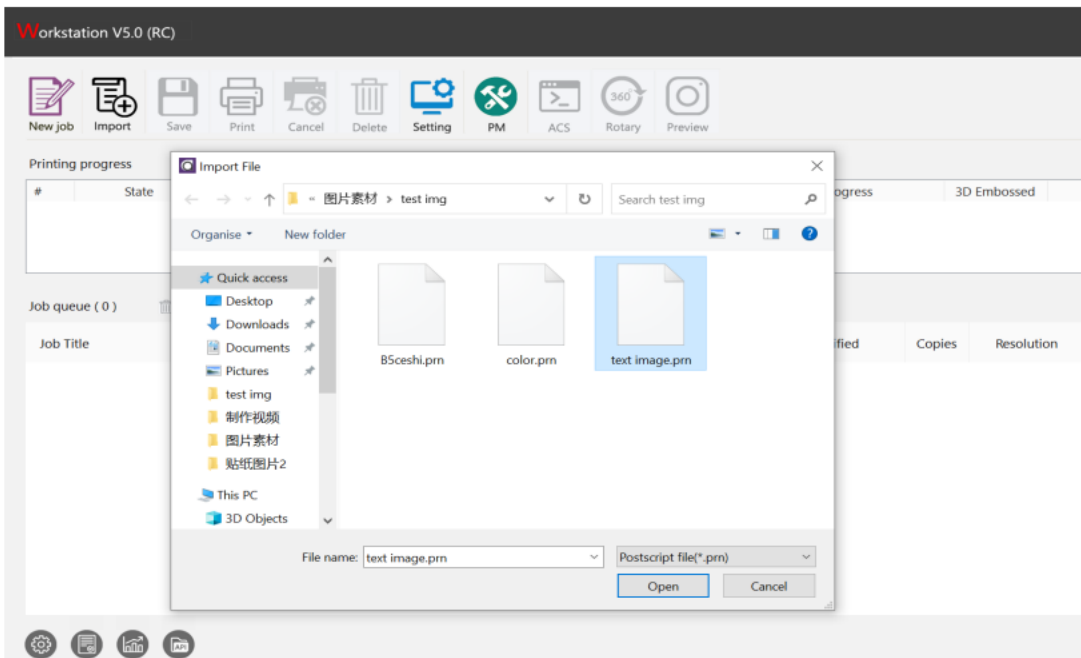 Workstation V5.0 (RC)
New job Import Save Print Cancel Delete Setting PM ACS 360° Rotary Preview
Printing progress
Import File
# State ogress 3D Embossed
« 图片素材 › test img Search test img
Organise New folder
Quick access
Job queue ( 0 ) Desktop
Downloads
Job Title Documents B5ceshi.prn color.prn text image.prn ified Copies Resolution
Pictures
test img
制作视频
图片素材
贴纸图片2
This PC
3D Objects
File name: text image.prn Postscript file(*.prn)
Open Cancel
API